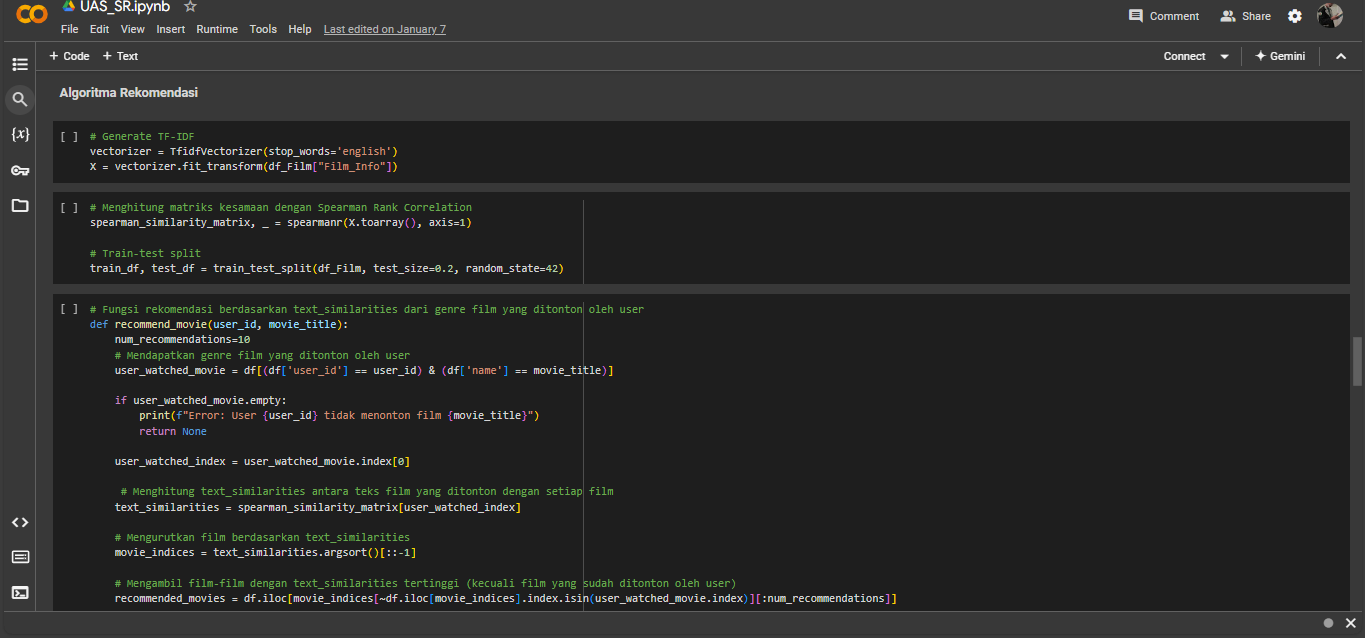 UAS_SR.ipynb
File Edit View Insert Runtime Tools Help Last edited on January 7
Comment Share
+ Code + Text
Connect Gemini
Algoritma Rekomendasi
[ ] # Generate TF-IDF
vectorizer = TfidfVectorizer(stop_words='english')
X = vectorizer.fit_transform(df_Film["Film_Info"])
[ ] # Menghitung matriks kesamaan dengan Spearman Rank Correlation
spearman_similarity_matrix, _ = spearmanr(X.toarray(), axis=1)
# Train-test split
train_df, test_df = train_test_split(df_Film, test_size=0.2, random_state=42)
[ ] # Fungsi rekomendasi berdasarkan text_similarities dari genre film yang ditonton oleh user
def recommend_movie(user_id, movie_title):
num_recommendations=10
# Mendapatkan genre film yang ditonton oleh user
user_watched_movie = df[(df['user_id'] == user_id) & (df['name'] == movie_title)]
if user_watched_movie.empty:
print(f"Error: User {user_id} tidak menonton film {movie_title}")
return None
user_watched_index = user_watched_movie.index[0]
# Menghitung text_similarities antara teks film yang ditonton dengan setiap film
text_similarities = spearman_similarity_matrix[user_watched_index]
# Mengurutkan film berdasarkan text_similarities
movie_indices = text_similarities.argsort()[::-1]
# Mengambil film-film dengan text_similarities tertinggi (kecuali film yang sudah ditonton oleh user)
recommended_movies = df.iloc[movie_indices[~df.iloc[movie_indices].index.isin(user_watched_movie.index)][:num_recommendations]]